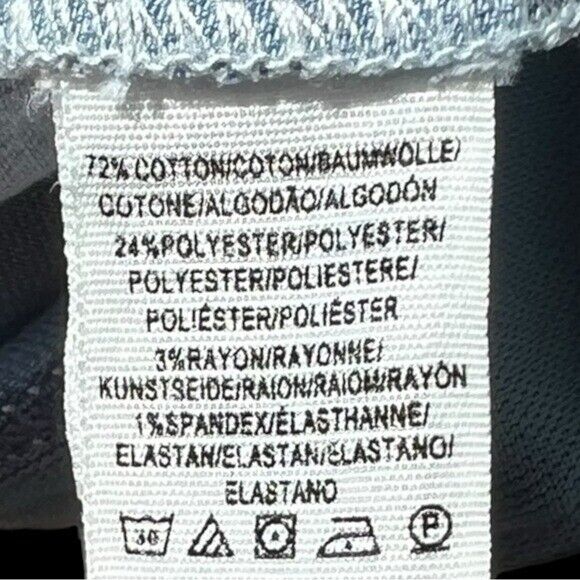 72% COTTON/COTON/BAUMWOLLE/
COTONE/ALGODÃO/ALGODÓN
24%POLYESTER/POLYESTER/
POLYESTER/POLIESTERE/
POLIÉSTER/POLIÉSTER
3%RAYON/RAYONNE/
KUNSTSEIDE/RAION/RAION/RAYÓN
1%SPANDEX/ÉLASTHANNE/
ELASTAN/ELASTAN/ELASTANO/
ELASTANO
30 P